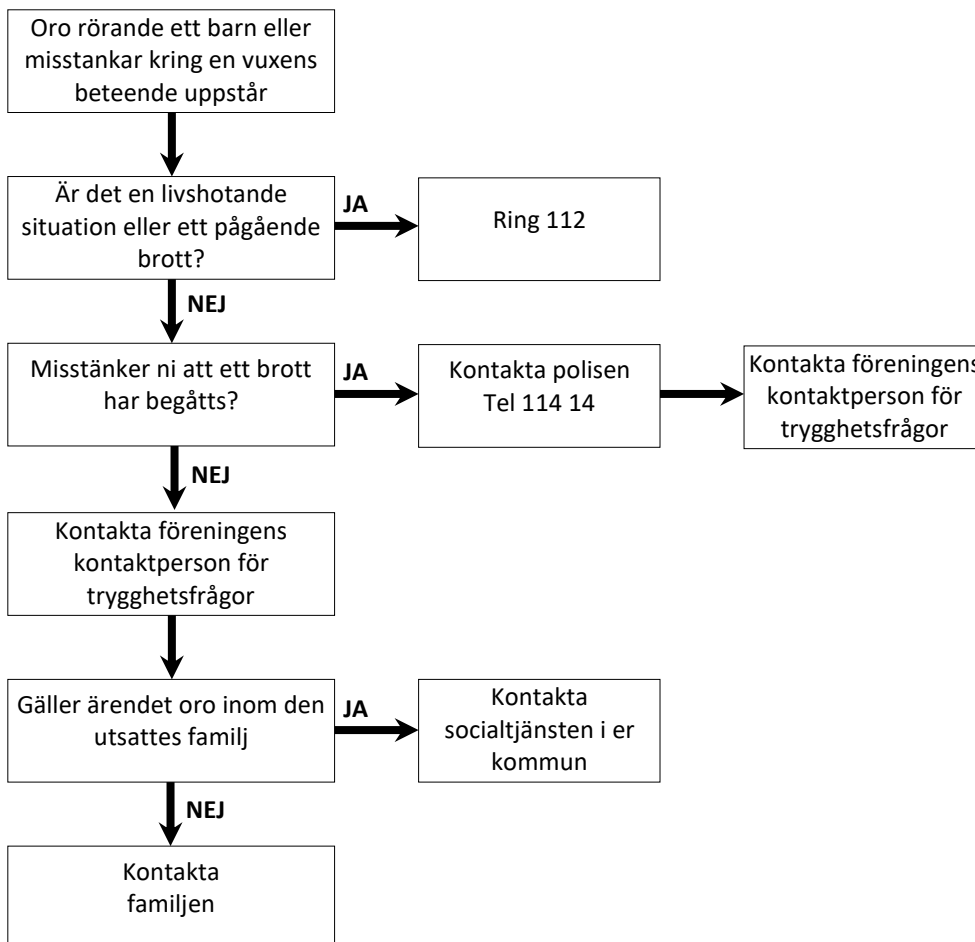 Oro rörande ett barn eller
misstankar kring en vuxens
beteende uppstår
Är det en livshotande
situation eller ett pågående
brott?
JA
Ring 112
NEJ
Misstänker ni att ett brott
har begåtts?
JA
Kontakta polisen
Tel 114 14
Kontakta föreningens
kontaktperson för
trygghetsfrågor
NEJ
Kontakta föreningens
kontaktperson för
trygghetsfrågor
Gäller ärendet oro inom den
utsattes familj
JA
Kontakta
socialtjänsten i er
kommun
NEJ
Kontakta
familjen